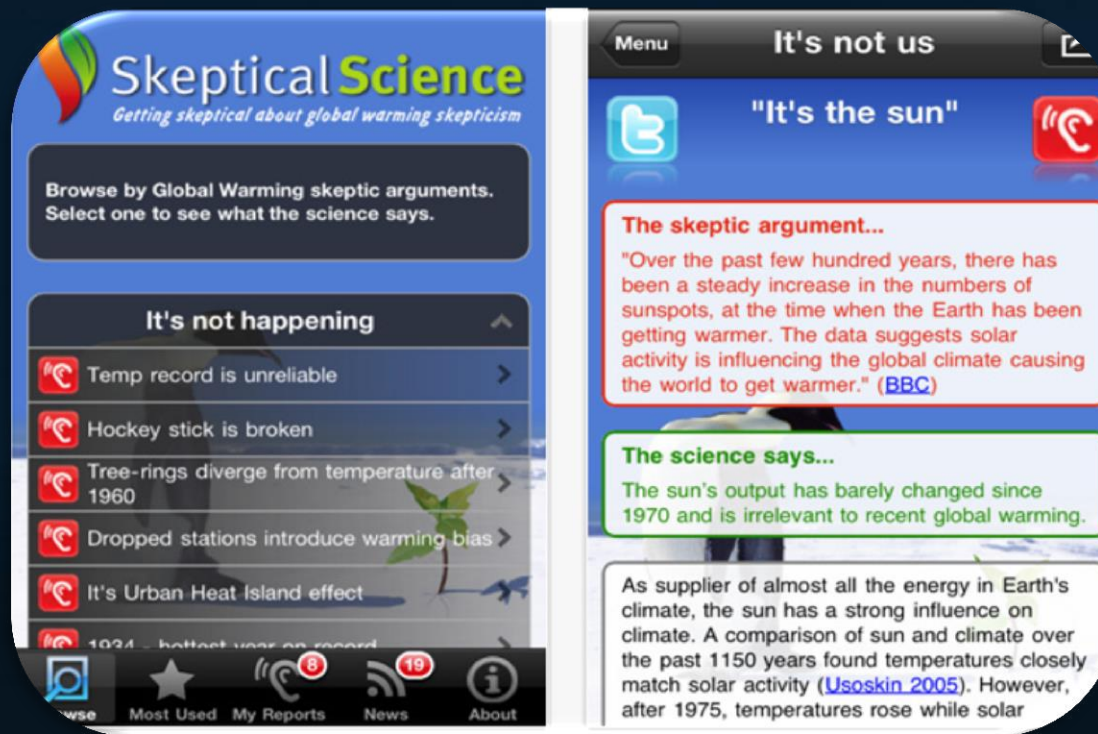 Skeptical Science
Getting skeptical about global warming skepticism
Browse by Global Warming skeptic arguments.
Select one to see what the science says.
It's not happening
Temp record is unreliable
Hockey stick is broken
Tree-rings diverge from temperature after
1960
Dropped stations introduce warming bias
It's Urban Heat Island effect
1934 - hottest year on record
8
19
Most Used
My Reports
News
About
Menu
It's not us
"It's the sun"
The skeptic argument...
"Over the past few hundred years, there has
been a steady increase in the numbers of
sunspots, at the time when the Earth has been
getting warmer. The data suggests solar
activity is influencing the global climate causing
the world to get warmer." (BBC)
The science says...
The sun's output has barely changed since
1970 and is irrelevant to recent global warming.
As supplier of almost all the energy in Earth's
climate, the sun has a strong influence on
climate. A comparison of sun and climate over
the past 1150 years found temperatures closely
match solar activity (Usoskin 2005). However,
after 1975, temperatures rose while solar